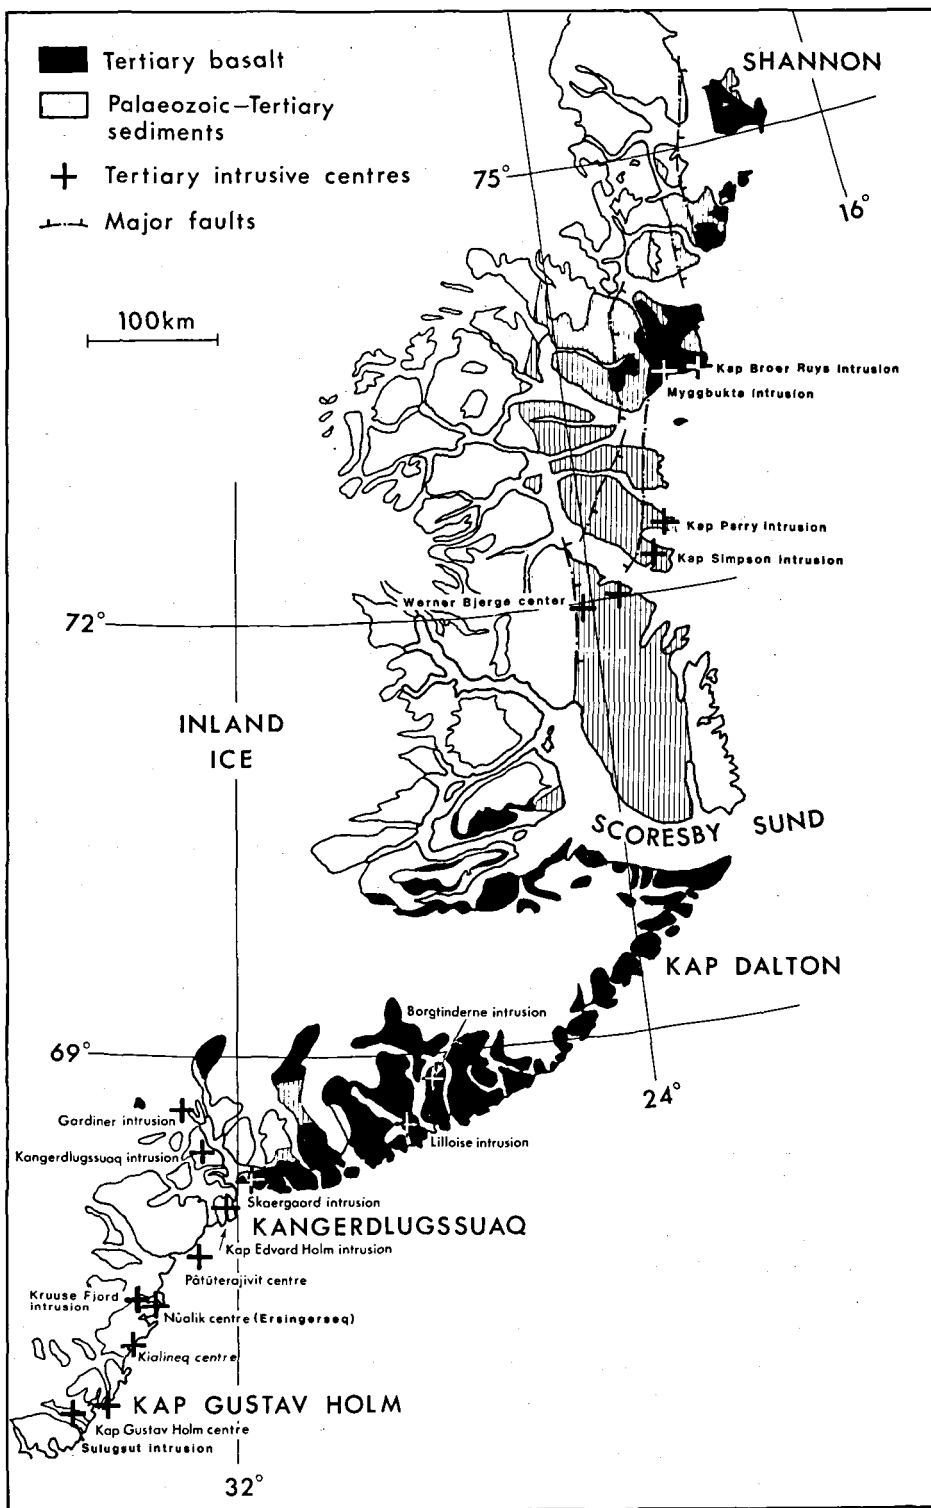 Tertiary basalt
Palaeozoic–Tertiary
sediments
Tertiary intrusive centres
Major faults
100km
SHANNON
75°
16°
Kap Broer Ruys intrusion
Myggbukta intrusion
Kap Parry intrusion
Kap Simpson intrusion
Werner Bjerge center
72°
INLAND
ICE
SCORESBY SUND
KAP DALTON
Borgtinderne intrusion
69°
24°
Gardiner intrusion
Lilloise intrusion
Kangerdlugssuaq intrusion
Skaergaard intrusion
KANGERDLUGSSUAQ
Kap Edvard Holm intrusion
Pâtûterajivit centre
Kruuse Fjord
intrusion
Nûalik centre (Ersingerseq)
Kialineq centre
KAP GUSTAV HOLM
Kap Gustav Holm centre
Sulugsut intrusion
32°